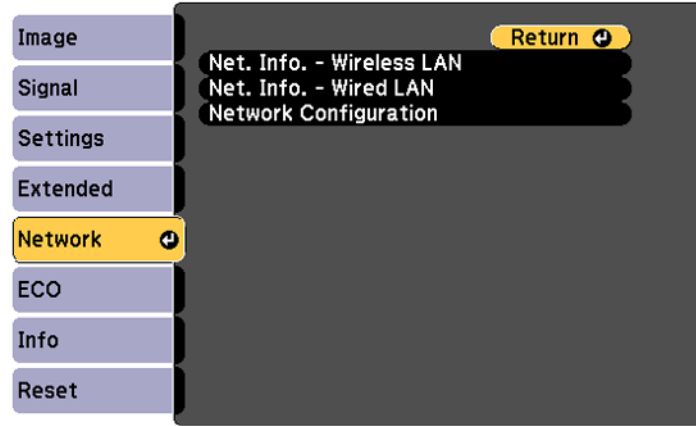 Image
Signal
Settings
Extended
Network
ECO
Info
Reset
Return
Net. Info. - Wireless LAN
Net. Info. - Wired LAN
Network Configuration